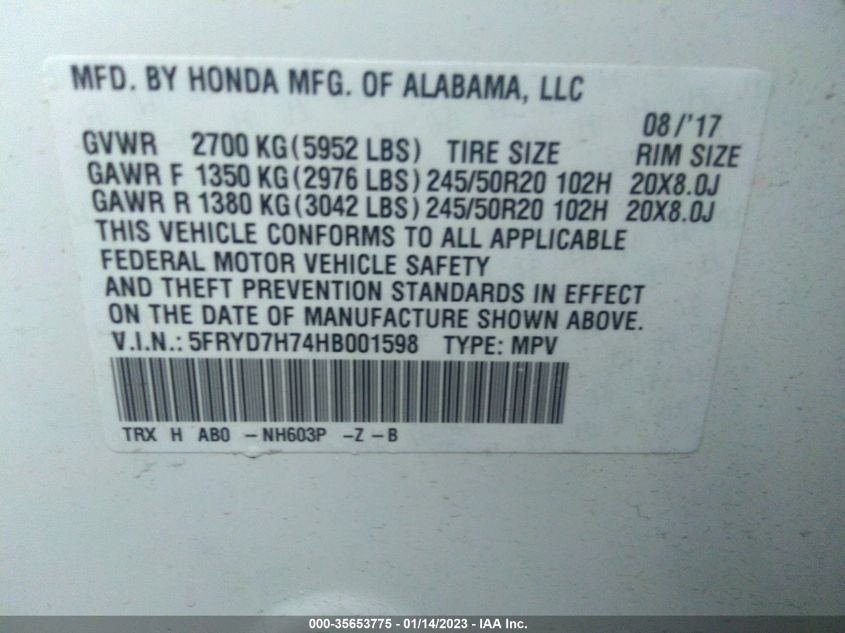 MFD. BY HONDA MFG. OF ALABAMA, LLC
08/'17
GVWR 2700 KG(5952 LBS) TIRE SIZE RIM SIZE
GAWR F 1350 KG(2976 LBS) 245/50R20 102H 20X8.0J
GAWR R 1380 KG(3042 LBS) 245/50R20 102H 20X8.0J
THIS VEHICLE CONFORMS TO ALL APPLICABLE
FEDERAL MOTOR VEHICLE SAFETY
AND THEFT PREVENTION STANDARDS IN EFFECT
ON THE DATE OF MANUFACTURE SHOWN ABOVE.
V.I.N.: 5FRYD7H74HB001598 TYPE: MPV
TRX H AB0 -NH603P -Z-B
000-35653775 - 01/14/2023 - IAA Inc.